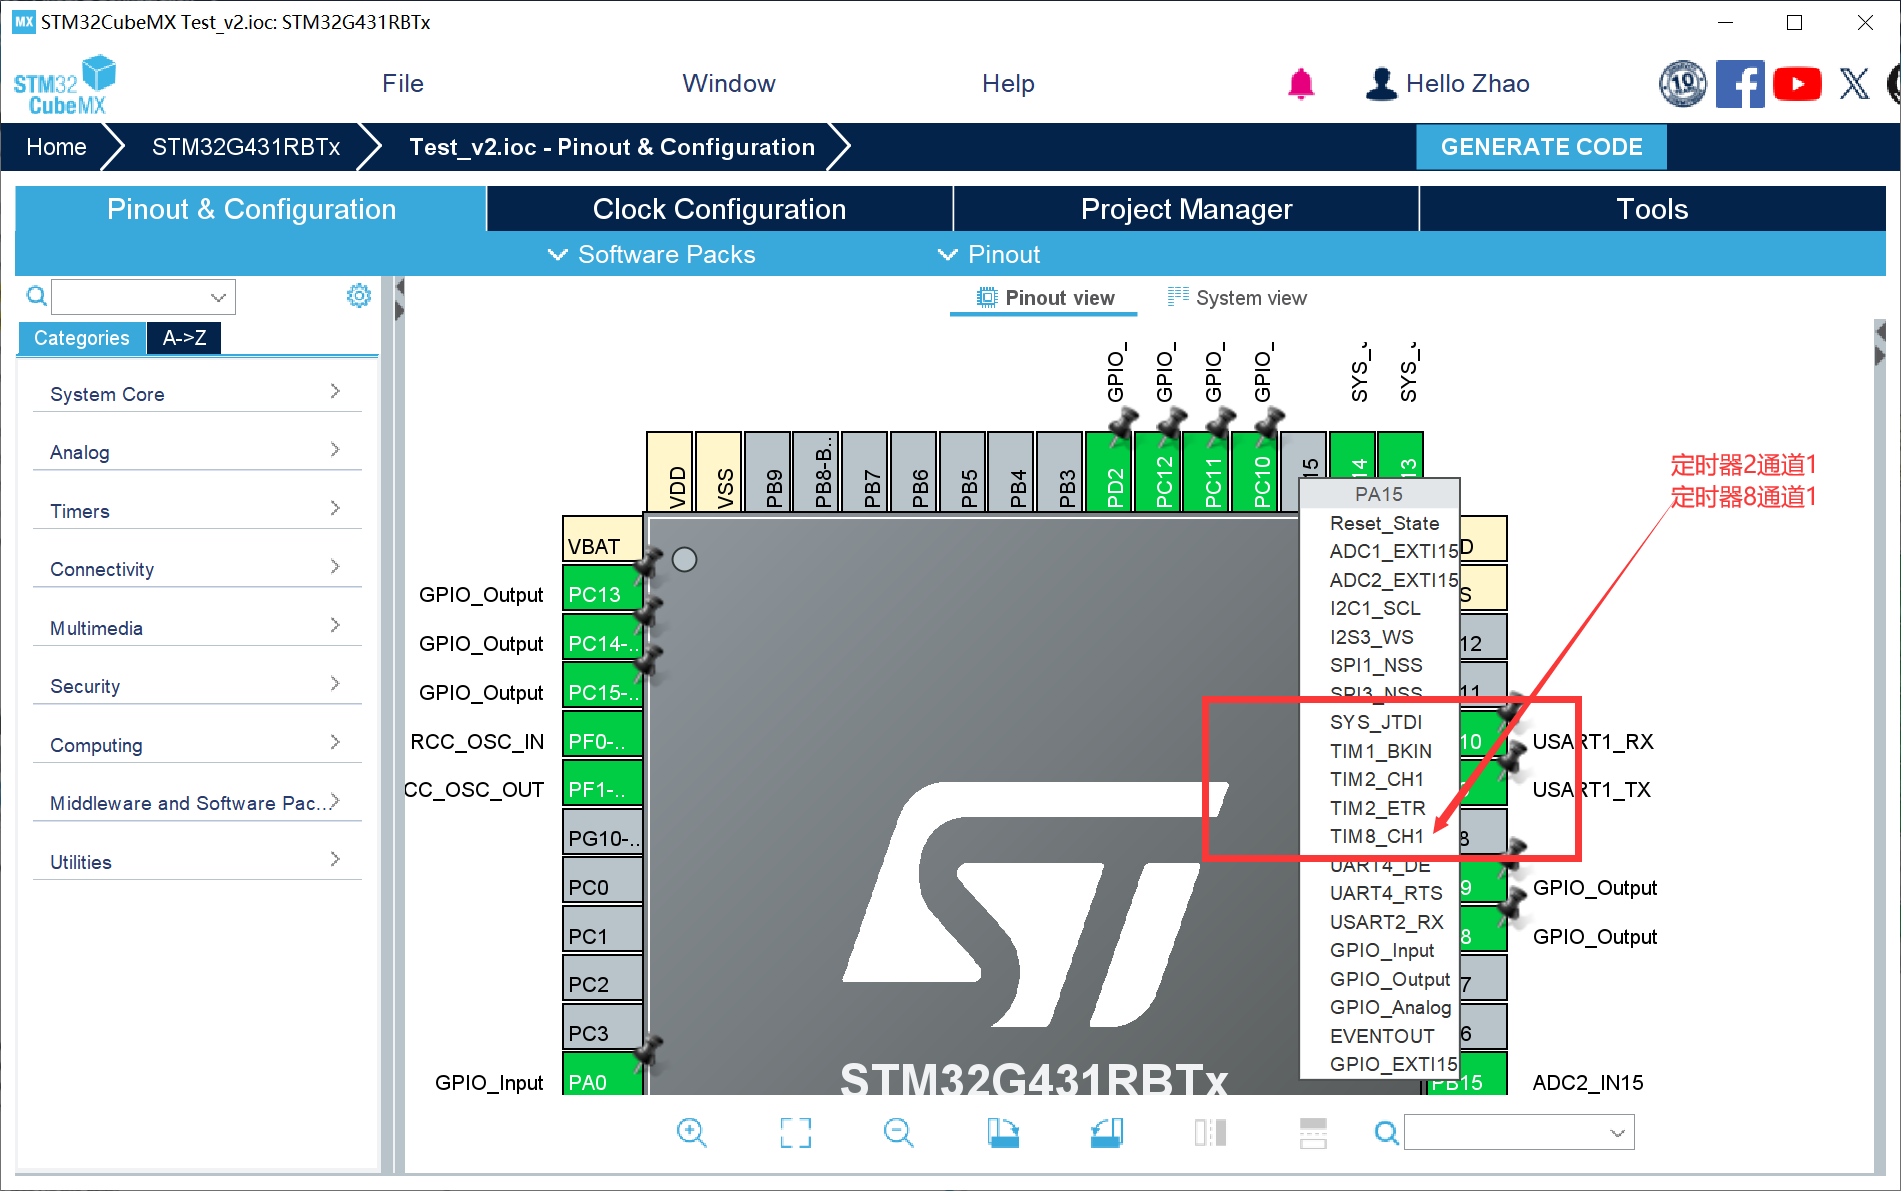 STM32CubeMX Test_v2.ioc: STM32G431RBTx
STM32
CubeMX
File
Window
Help
Hello Zhao
10
Home
STM32G431RBTx
Test_v2.ioc - Pinout & Configuration
GENERATE CODE
Pinout & Configuration
Clock Configuration
Project Manager
Tools
Software Packs
Pinout
Categories
A->Z
System Core
Analog
Timers
Connectivity
Multimedia
Security
Computing
Middleware and Software Pac...
Utilities
Pinout view
System view
GPIO_
GPIO_
GPIO_
GPIO_
SYS_J
SYS_J
VDD
VSS
PB9
PB8-B..
PB7
PB6
PB5
PB4
PB3
PD2
PC12
PC11
PC10
15
14
13
定时器2通道1
定时器8通道1
PA15
Reset_State
ADC1_EXTI15
ADC2_EXTI15
I2C1_SCL
I2S3_WS
SPI1_NSS
SPI3_NSS
SYS_JTDI
TIM1_BKIN
TIM2_CH1
TIM2_ETR
TIM8_CH1
UART4_DE
UART4_RTS
USART2_RX
GPIO_Input
GPIO_Output
GPIO_Analog
EVENTOUT
GPIO_EXTI15
VBAT
GPIO_Output PC13
GPIO_Output PC14-..
GPIO_Output PC15-..
RCC_OSC_IN PF0-..
CC_OSC_OUT PF1-..
PG10-..
PC0
PC1
PC2
PC3
GPIO_Input PA0
D
S
12
11
10 USART1_RX
USART1_TX
8
9 GPIO_Output
8 GPIO_Output
7
6
PB15 ADC2_IN15
STM32G431RBTx